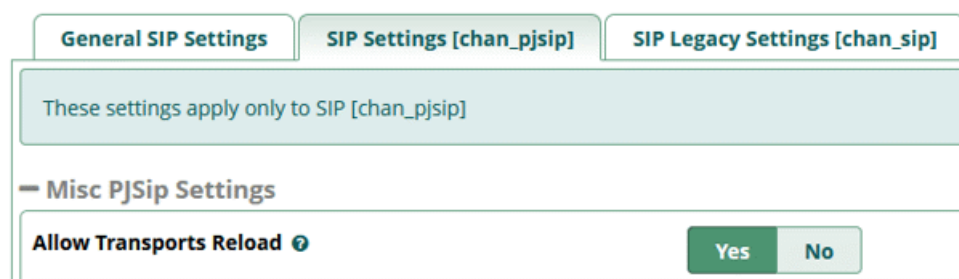 General SIP Settings
SIP Settings [chan_pjsip]
SIP Legacy Settings [chan_sip]
These settings apply only to SIP [chan_pjsip]
Misc PJSip Settings
Allow Transports Reload
Yes
No